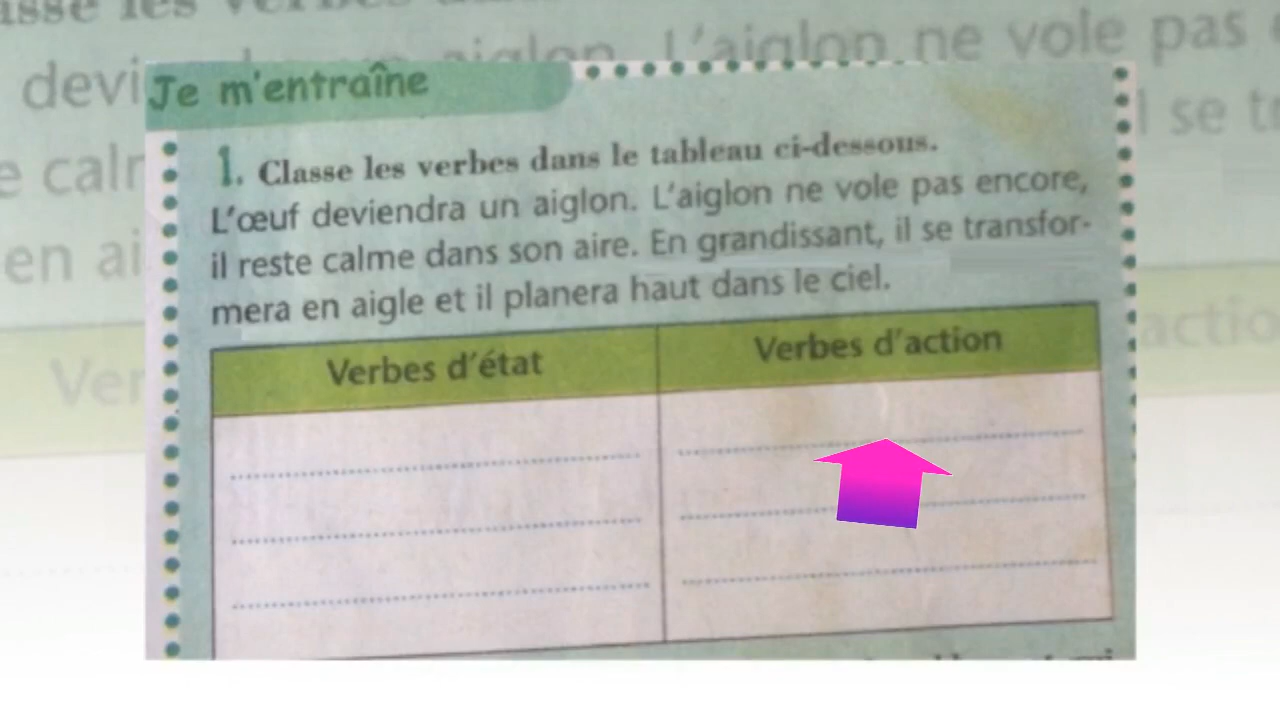 Je m'entraîne
1. Classe les verbes dans le tableau ci-dessous.
L'œuf deviendra un aiglon. L'aiglon ne vole pas encore,
il reste calme dans son aire. En grandissant, il se transfor-
mera en aigle et il planera haut dans le ciel.
Verbes d'état
Verbes d'action